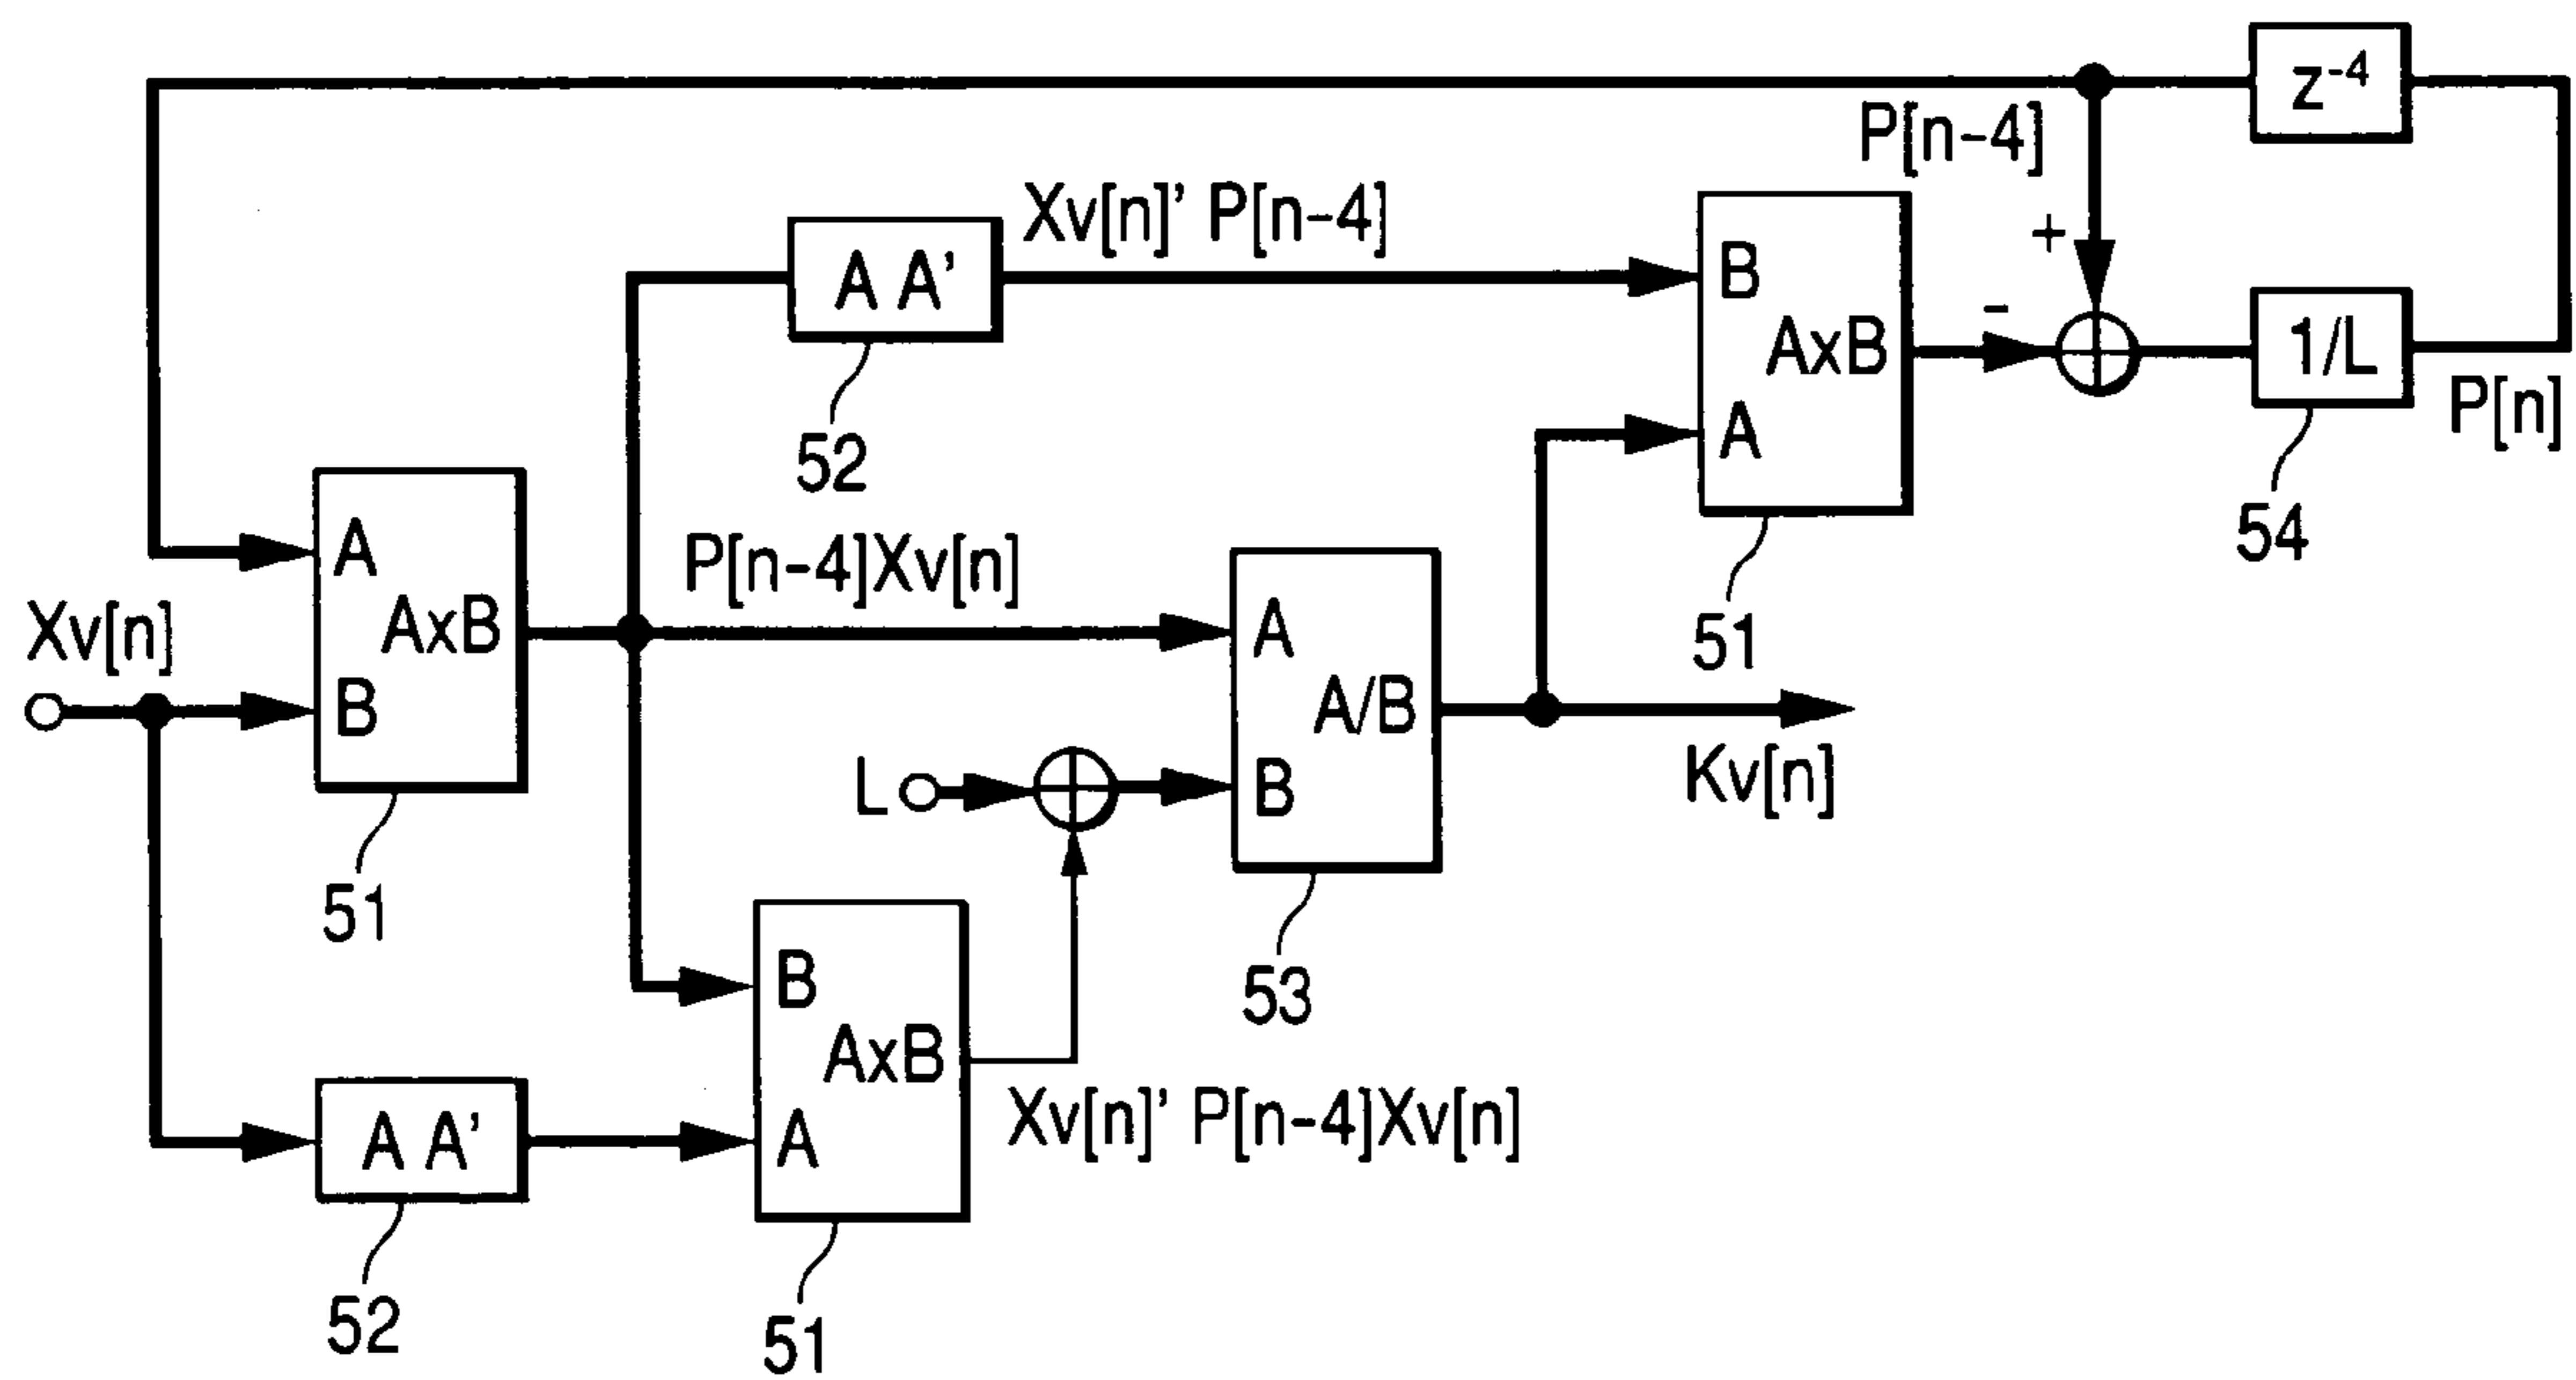 z⁻⁴
P[n-4]
Xv[n]' P[n-4]
A A'
+
B
AxB
A
-
1/L
P[n]
52
54
P[n-4]Xv[n]
A
AxB
B
Xv[n]
51
A
A/B
B
51
L
Kv[n]
51
B
AxB
A
53
Xv[n]' P[n-4]Xv[n]
A A'
52
51